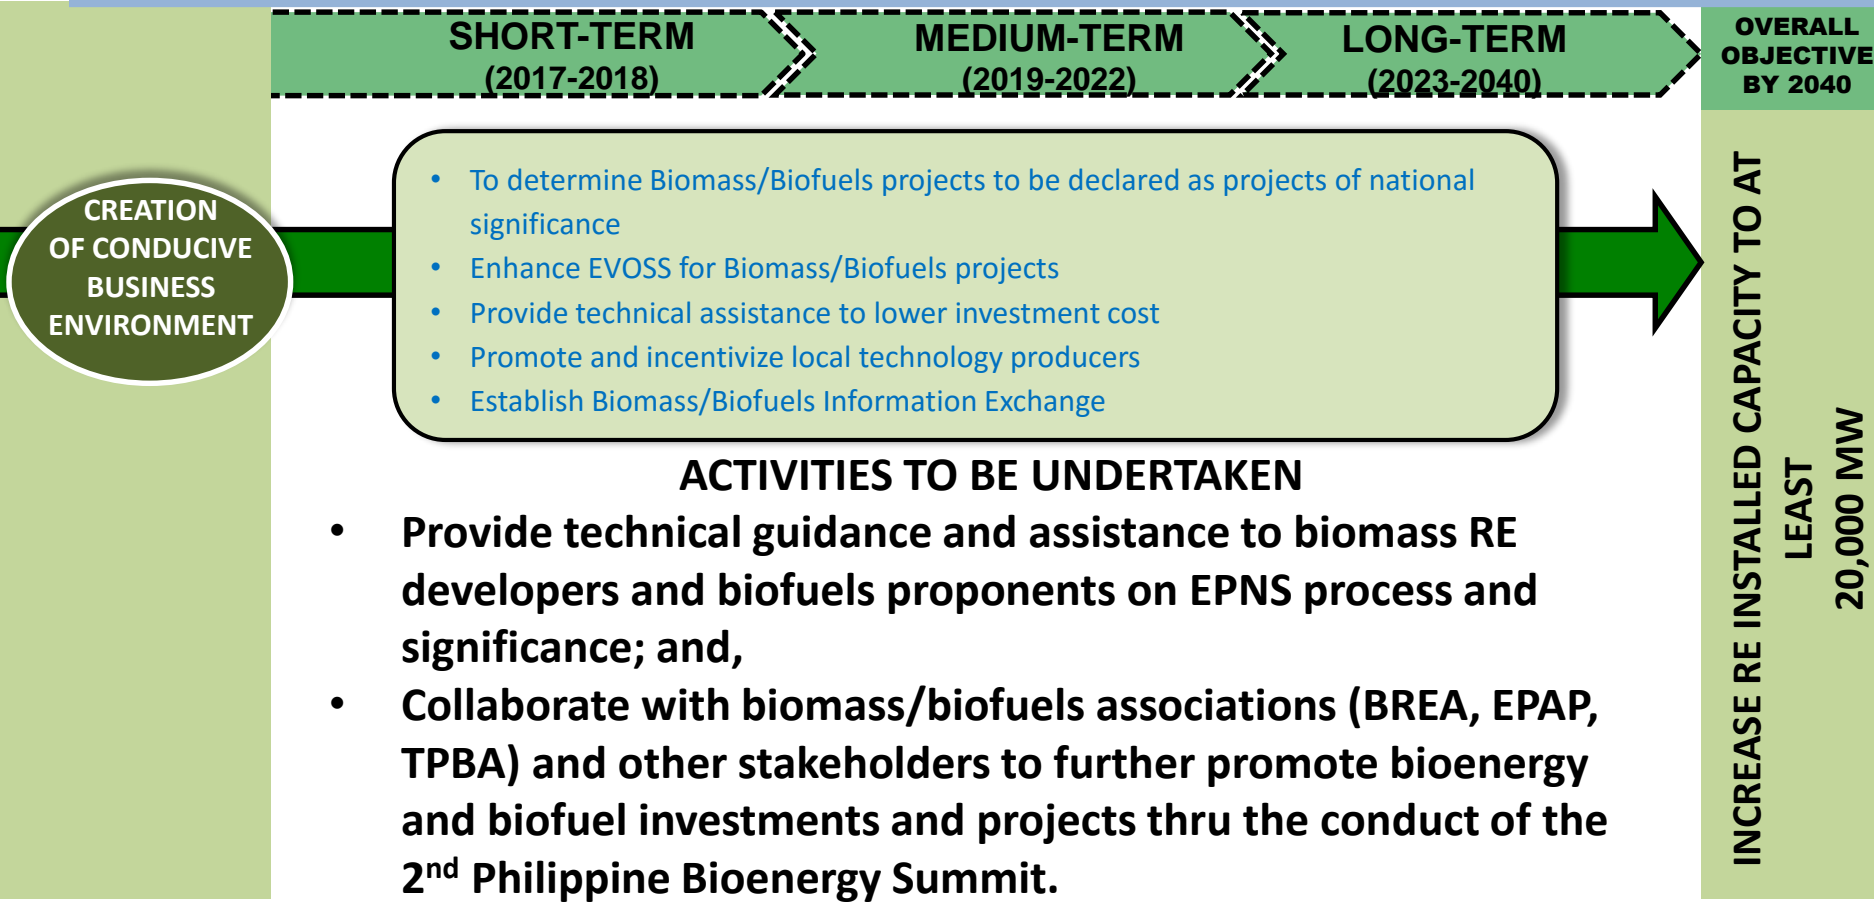 SHORT-TERM
(2017-2018)
MEDIUM-TERM
(2019-2022)
LONG-TERM
(2023-2040)
OVERALL
OBJECTIVE
BY 2040
CREATION
OF CONDUCIVE
BUSINESS
ENVIRONMENT
• To determine Biomass/Biofuels projects to be declared as projects of national
significance
• Enhance EVOSS for Biomass/Biofuels projects
• Provide technical assistance to lower investment cost
• Promote and incentivize local technology producers
• Establish Biomass/Biofuels Information Exchange
INCREASE RE INSTALLED CAPACITY TO AT
LEAST
20,000 MW
ACTIVITIES TO BE UNDERTAKEN
• Provide technical guidance and assistance to biomass RE
developers and biofuels proponents on EPNS process and
significance; and,
• Collaborate with biomass/biofuels associations (BREA, EPAP,
TPBA) and other stakeholders to further promote bioenergy
and biofuel investments and projects thru the conduct of the
2nd Philippine Bioenergy Summit.